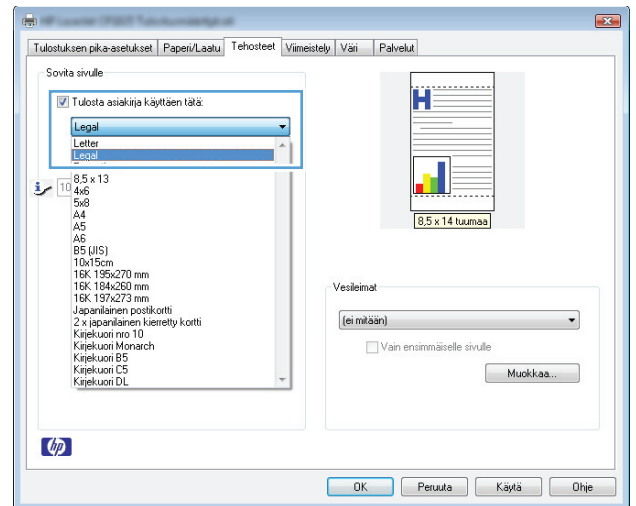 Tulostuksen pika-asetukset Paperi/Laatu Tehosteet Viimeistely Väri Palvelut
Sovita sivulle
Tulosta asiakirja käyttäen tätä:
Legal
Letter
Legal
8,5 x 13
4x6
5x8
A4
A5
A6
B5 (JIS)
10x15cm
16K 195x270 mm
16K 184x260 mm
16K 197x273 mm
Japanilainen postikortti
2 x japanilainen kierretty kortti
Kirjekuori nro 10
Kirjekuori Monarch
Kirjekuori B5
Kirjekuori C5
Kirjekuori DL
10
H
8,5 x 14 tuumaa
Vesileimat
(ei mitään)
Vain ensimmäiselle sivulle
Muokkaa...
hp
OK Peruuta Käytä Ohje